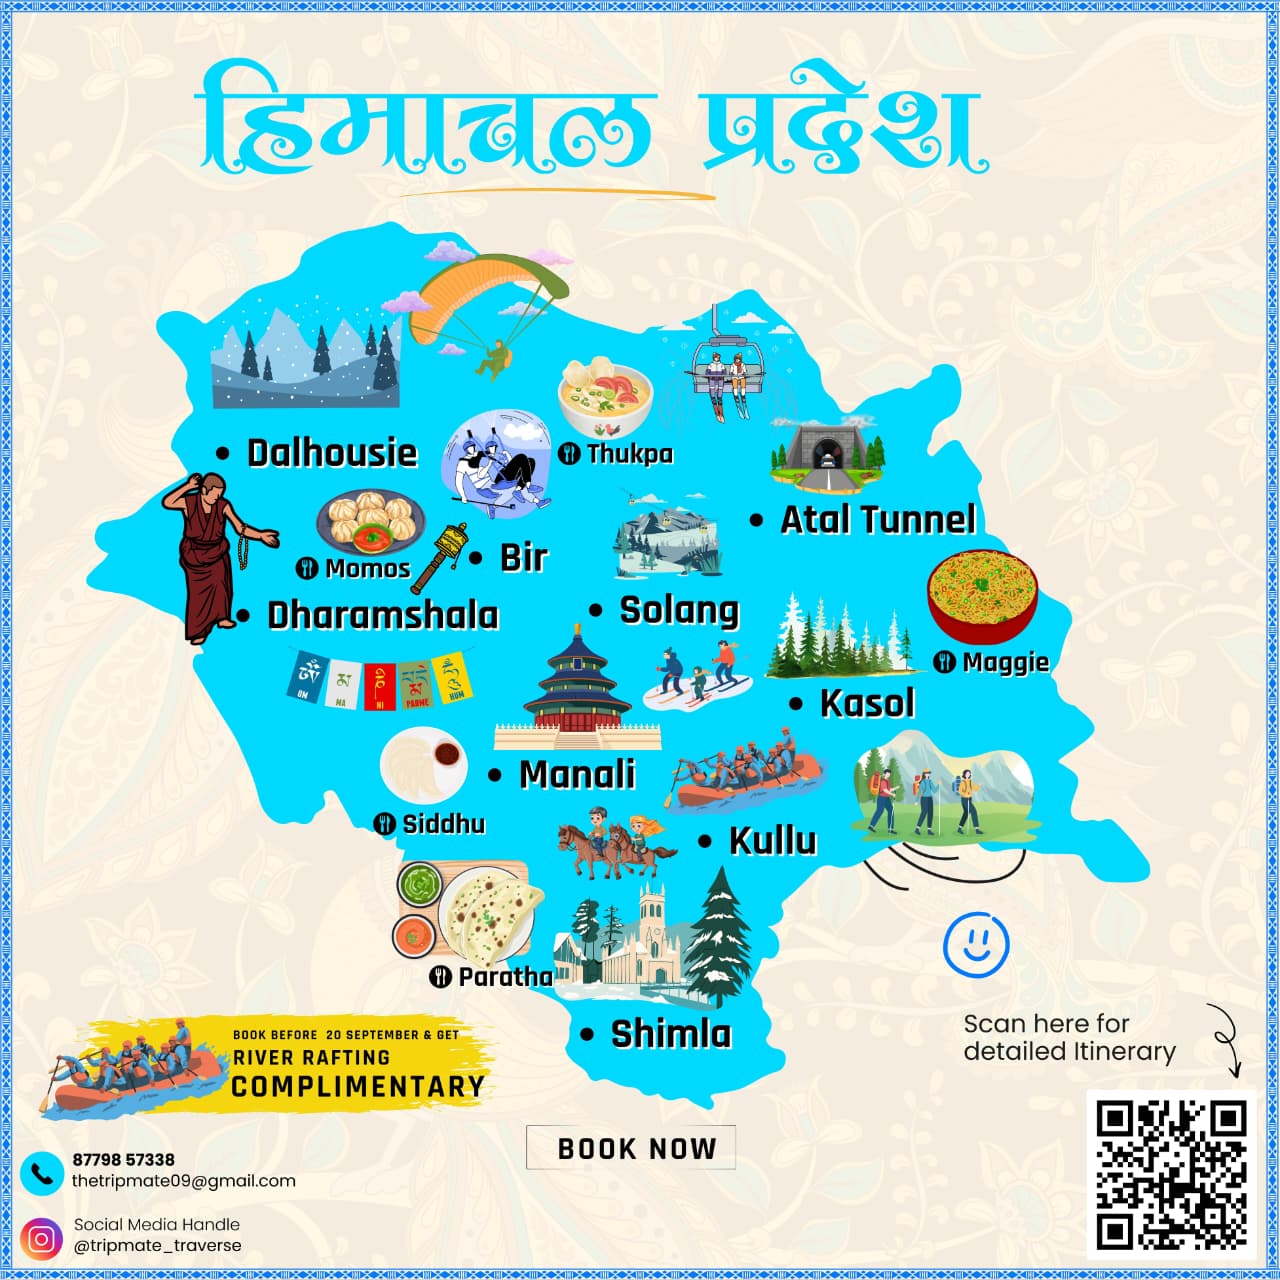 हिमाचल प्रदेश
• Dalhousie
Thukpa
• Atal Tunnel
Momos
• Bir
• Dharamshala
• Solang
Maggie
OM
MA
NI
PADME
HUM
• Kasol
• Manali
Siddhu
• Kullu
Paratha
• Shimla
Scan here for
detailed Itinerary
BOOK BEFORE 20 SEPTEMBER & GET
RIVER RAFTING
COMPLIMENTARY
BOOK NOW
87798 57338
thetripmate09@gmail.com
Social Media Handle
@tripmate_traverse